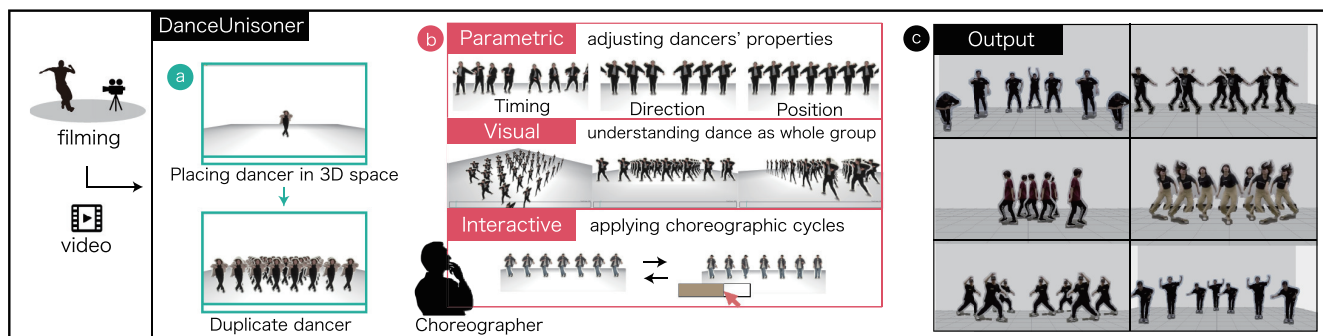 DanceUnisoner
filming
video
a
Placing dancer in 3D space
Duplicate dancer
b
Parametric adjusting dancers' properties
Timing Direction Position
Visual understanding dance as whole group
Interactive applying choreographic cycles
Choreographer
c
Output